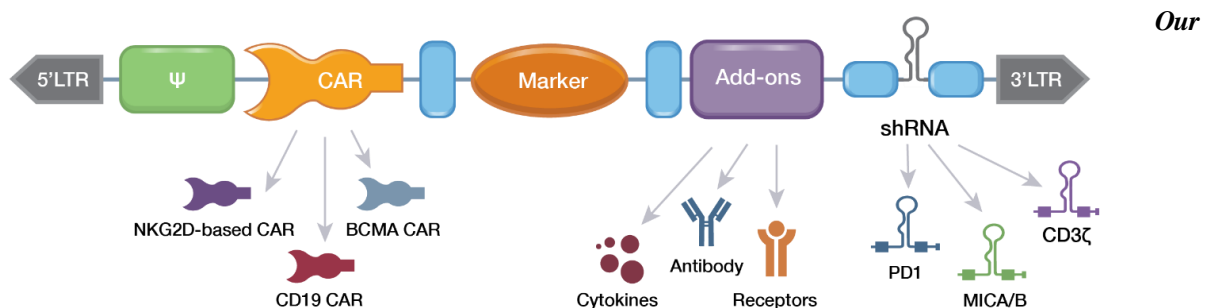 Our
5'LTR
Ψ
CAR
Marker
Add-ons
3'LTR
shRNA
NKG2D-based CAR
BCMA CAR
CD19 CAR
Cytokines
Antibody
Receptors
PD1
MICA/B
CD3ζ